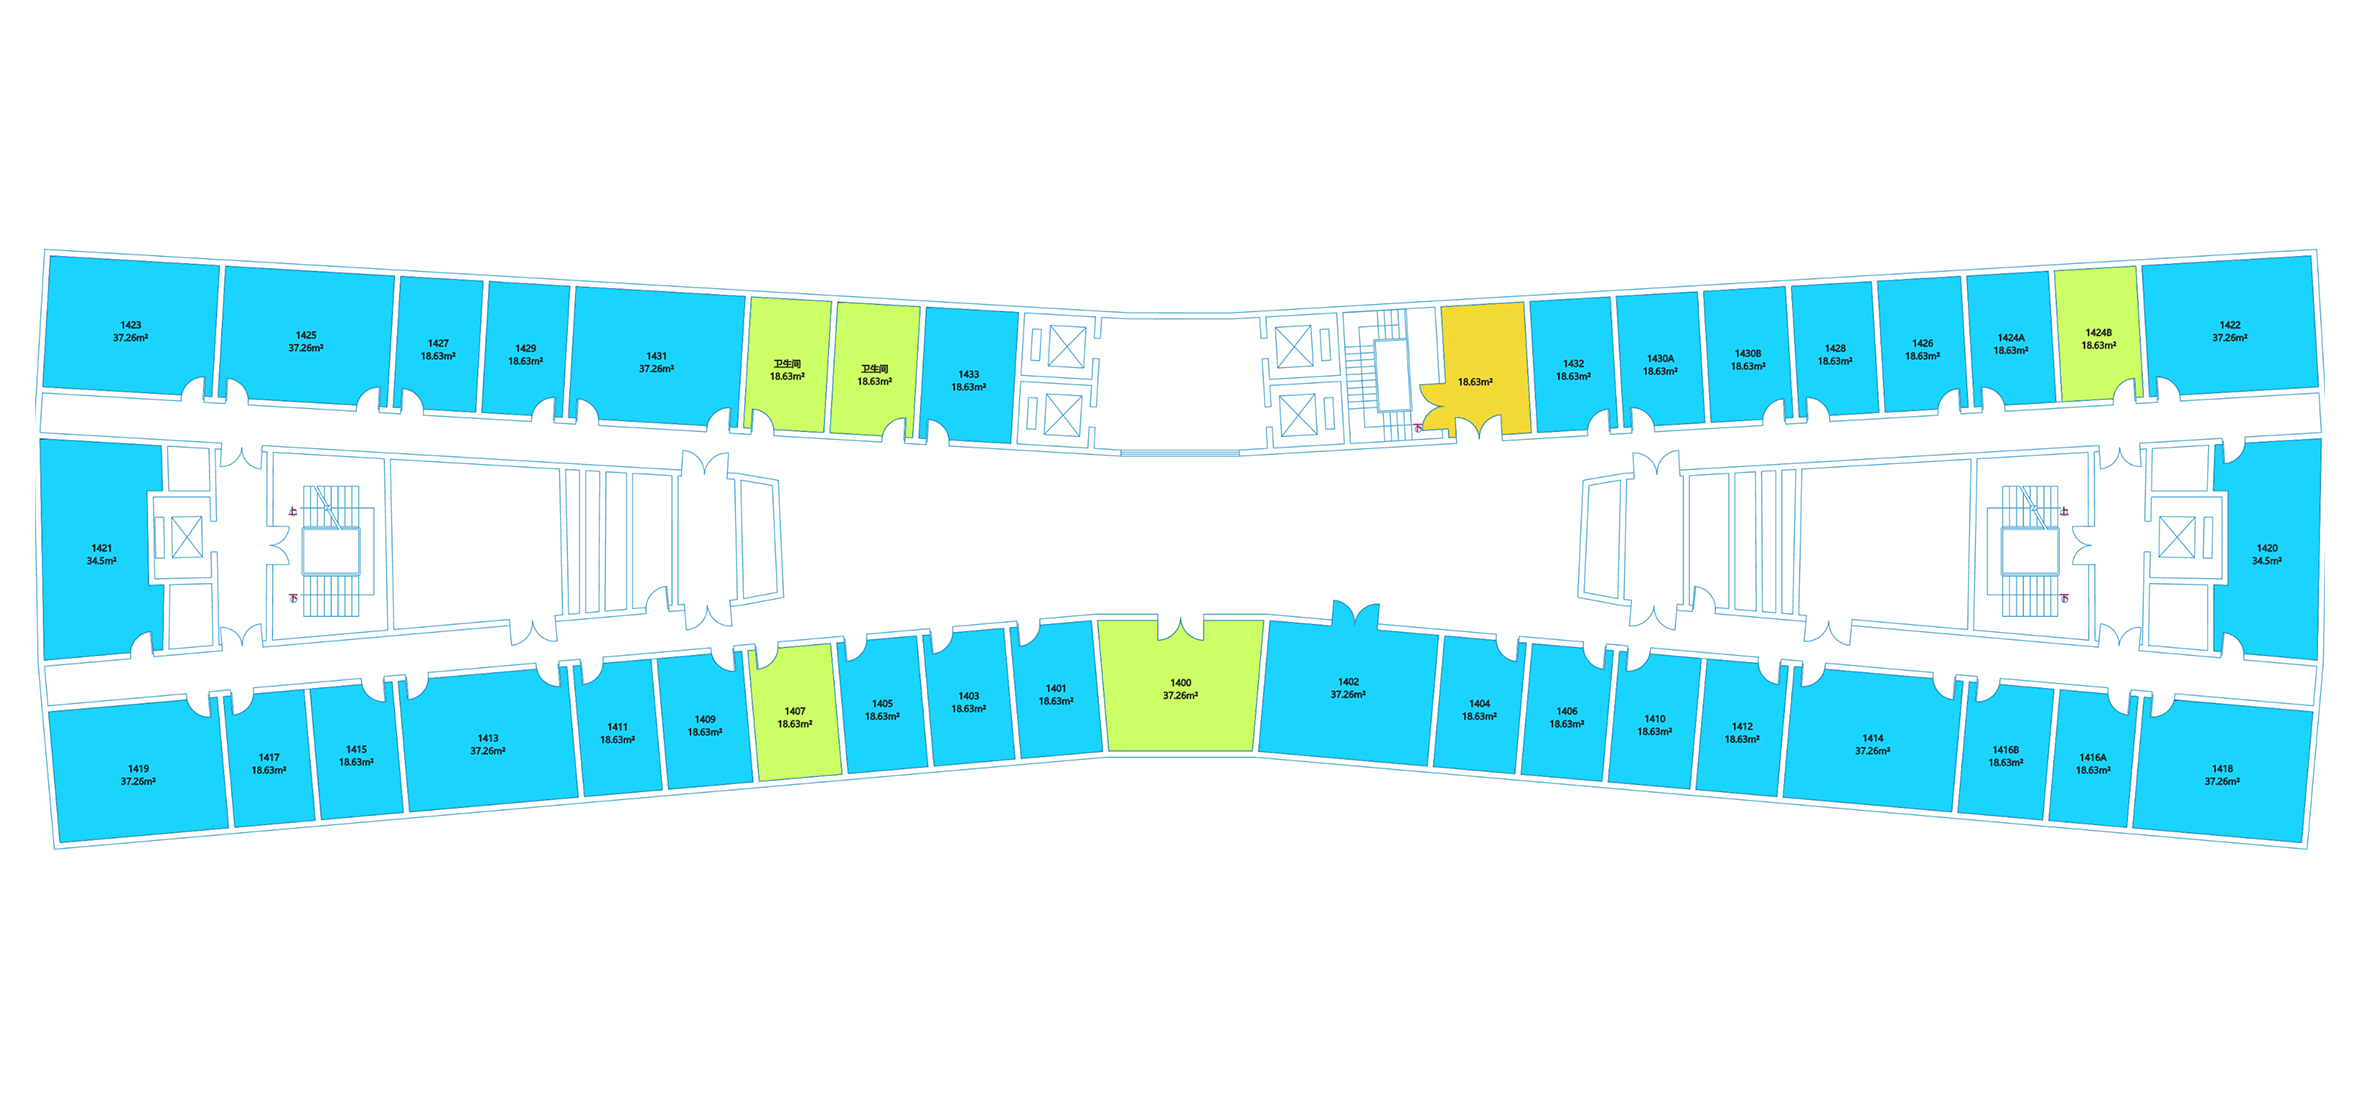 1423
37.26m²
1425
37.26m²
1427
18.63m²
1429
18.63m²
1431
37.26m²
卫生间
18.63m²
卫生间
18.63m²
1433
18.63m²
下
18.63m²
1432
18.63m²
1430A
18.63m²
1430B
18.63m²
1428
18.63m²
1426
18.63m²
1424A
18.63m²
1424B
18.63m²
1422
37.26m²
1421
34.5m²
上
下
上
下
1420
34.5m²
1419
37.26m²
1417
18.63m²
1415
18.63m²
1413
37.26m²
1411
18.63m²
1409
18.63m²
1407
18.63m²
1405
18.63m²
1403
18.63m²
1401
18.63m²
1400
37.26m²
1402
37.26m²
1404
18.63m²
1406
18.63m²
1410
18.63m²
1412
18.63m²
1414
37.26m²
1416B
18.63m²
1416A
18.63m²
1418
37.26m²